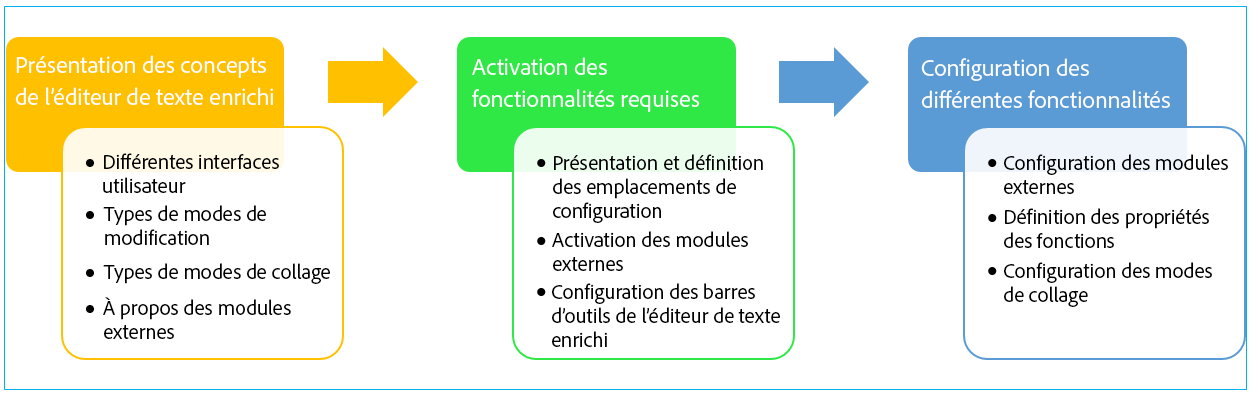 Présentation des concepts
de l'éditeur de texte enrichi
• Différentes interfaces
utilisateur
• Types de modes de
modification
• Types de modes de collage
• À propos des modules
externes
Activation des
fonctionnalités requises
• Présentation et définition
des emplacements de
configuration
• Activation des modules
externes
• Configuration des barres
d'outils de l'éditeur de texte
enrichi
Configuration des
différentes fonctionnalités
• Configuration des modules
externes
• Définition des propriétés
des fonctions
• Configuration des modes
de collage